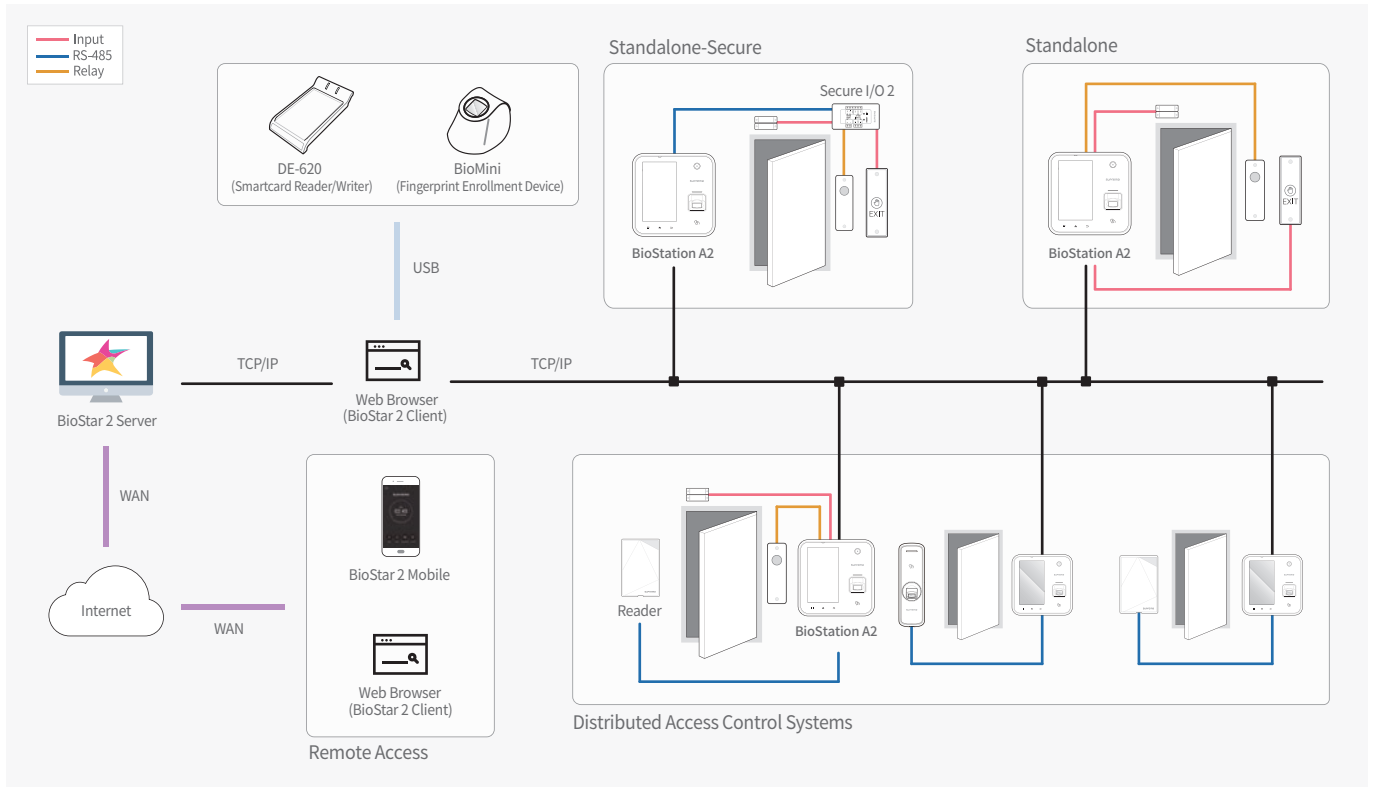 Input
RS-485
Relay
Standalone-Secure
Standalone
Secure I/O 2
DE-620
(Smartcard Reader/Writer)
BioMini
(Fingerprint Enrollment Device)
EXIT
BioStation A2
EXIT
BioStation A2
USB
TCP/IP
TCP/IP
BioStar 2 Server
Web Browser
(BioStar 2 Client)
WAN
Internet
WAN
BioStar 2 Mobile
Web Browser
(BioStar 2 Client)
Remote Access
Reader
BioStation A2
Distributed Access Control Systems